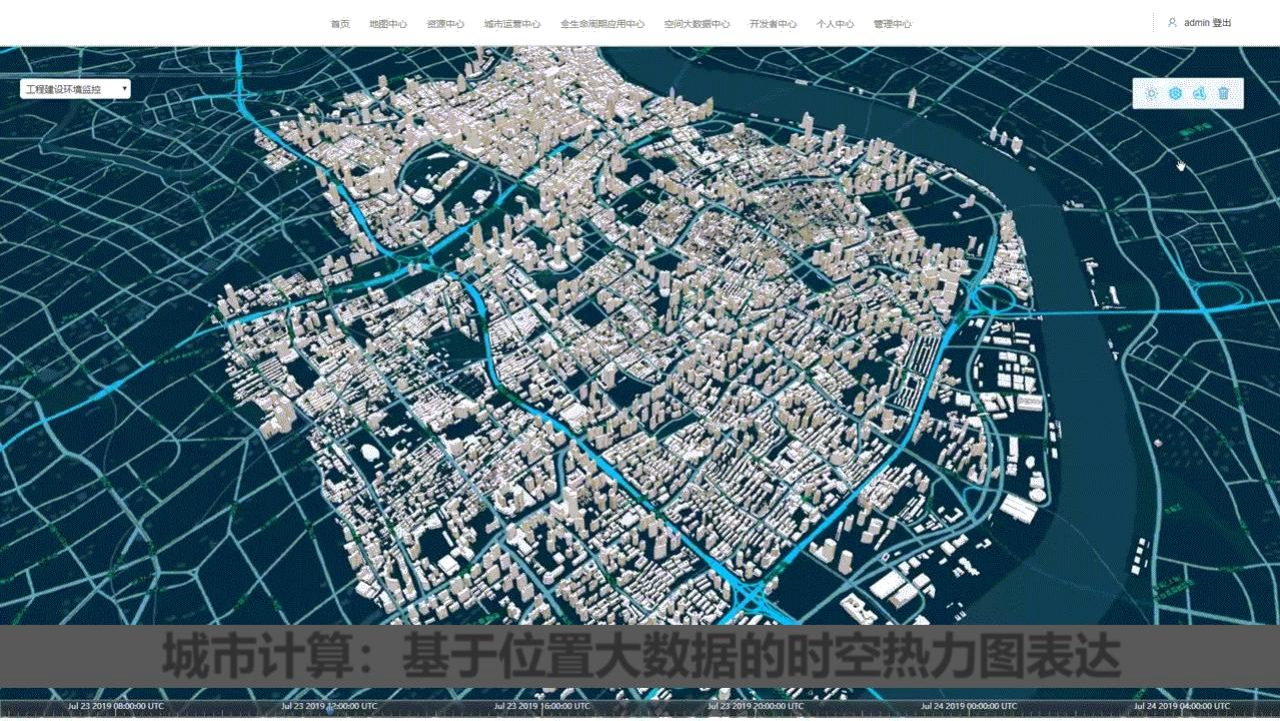 首页 地图中心 资源中心 城市运营中心 全生命周期应用中心 空间大数据中心 开发者中心 个人中心 管理中心 admin 登出
工程建设环境监控
城市计算：基于位置大数据的时空热力图表达
Jul 23 2019 08:00:00 UTC Jul 23 2019 12:00:00 UTC Jul 23 2019 16:00:00 UTC Jul 23 2019 20:00:00 UTC Jul 24 2019 00:00:00 UTC Jul 24 2019 04:00:00 UTC